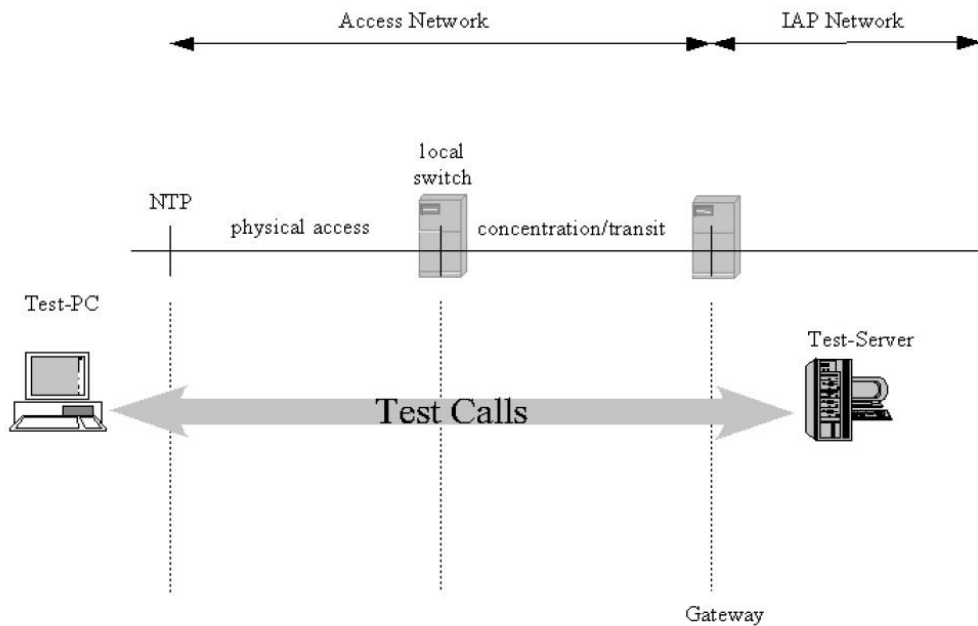 Access Network
IAP Network
local
switch
NTP
physical access
concentration/transit
Test-PC
Test-Server
Test Calls
Gateway